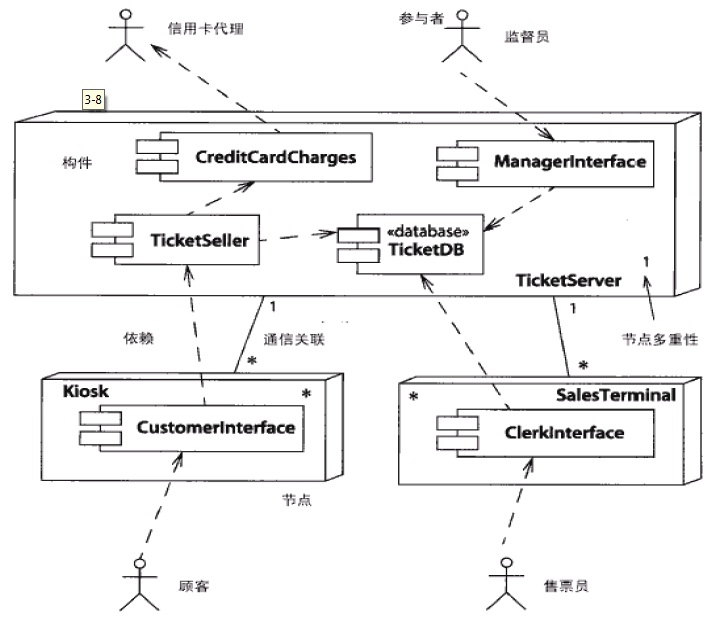 信用卡代理
参与者
监督员
3-8
构件
CreditCardCharges
ManagerInterface
TicketSeller
«database»
TicketDB
TicketServer
1
依赖
1
通信关联
*
1
*
节点多重性
Kiosk
*
CustomerInterface
*
SalesTerminal
ClerkInterface
节点
顾客
售票员